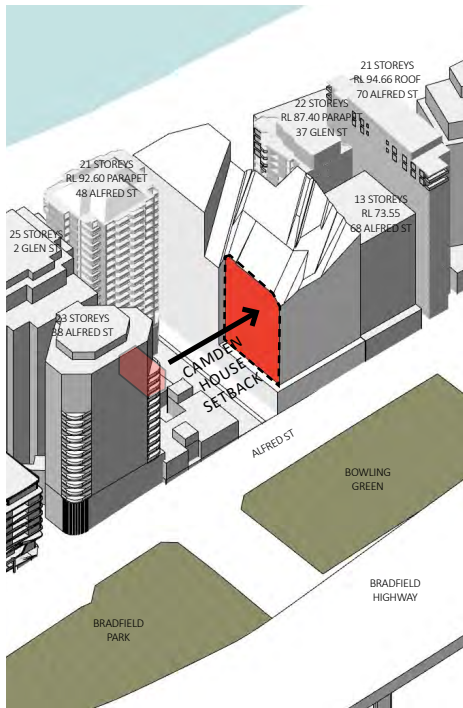 21 STOREYS
RL 94.66 ROOF
70 ALFRED ST
22 STOREYS
RL 87.40 PARAPET
37 GLEN ST
21 STOREYS
RL 92.60 PARAPET
48 ALFRED ST
13 STOREYS
RL 73.55
68 ALFRED ST
25 STOREYS
2 GLEN ST
23 STOREYS
38 ALFRED ST
CAMDEN
HOUSE
SETBACK
ALFRED ST
BOWLING
GREEN
BRADFIELD
HIGHWAY
BRADFIELD
PARK